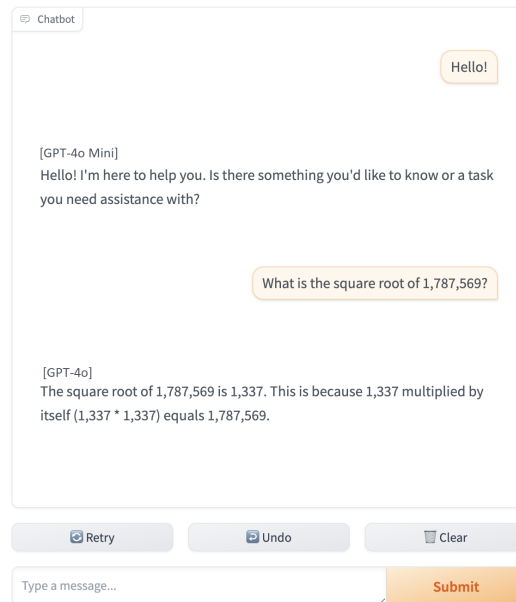 Chatbot
Hello!
[GPT-4o Mini]
Hello! I'm here to help you. Is there something you'd like to know or a task
you need assistance with?
What is the square root of 1,787,569?
[GPT-4o]
The square root of 1,787,569 is 1,337. This is because 1,337 multiplied by
itself (1,337 * 1,337) equals 1,787,569.
Retry
Undo
Clear
Type a message...
Submit